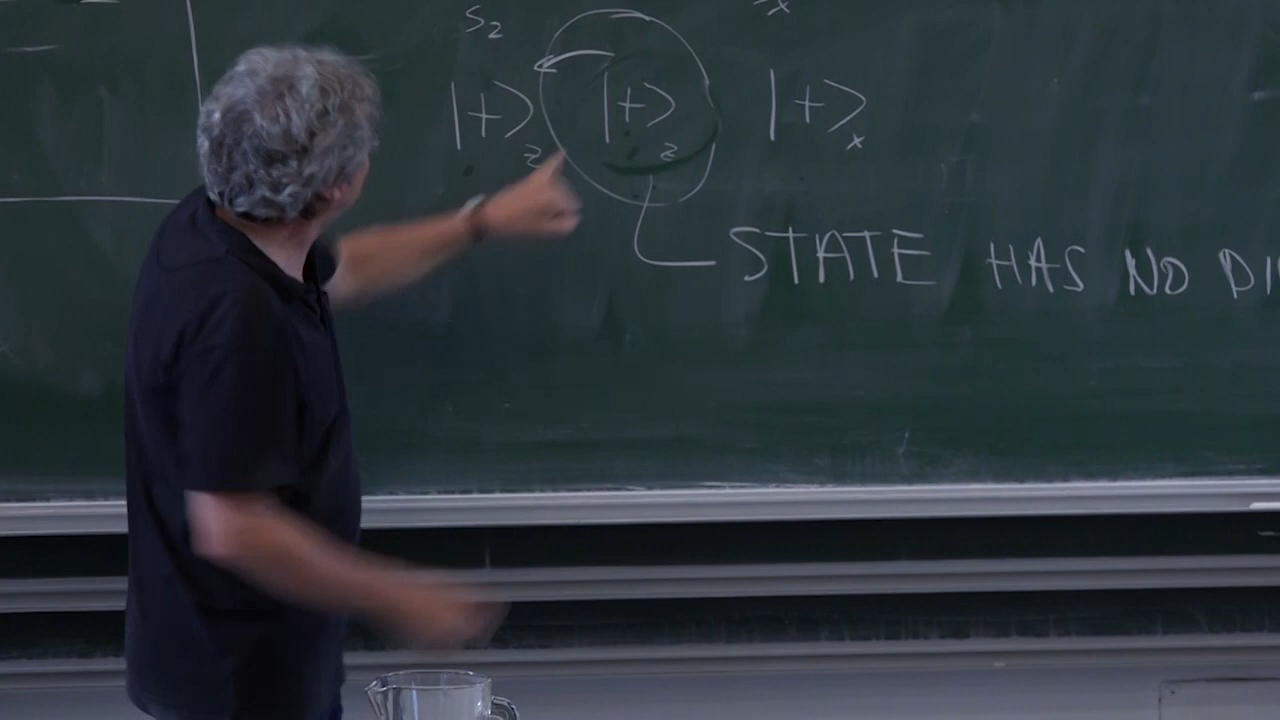 S₂ x
|+>z |+>z |+>x
STATE HAS NO DI